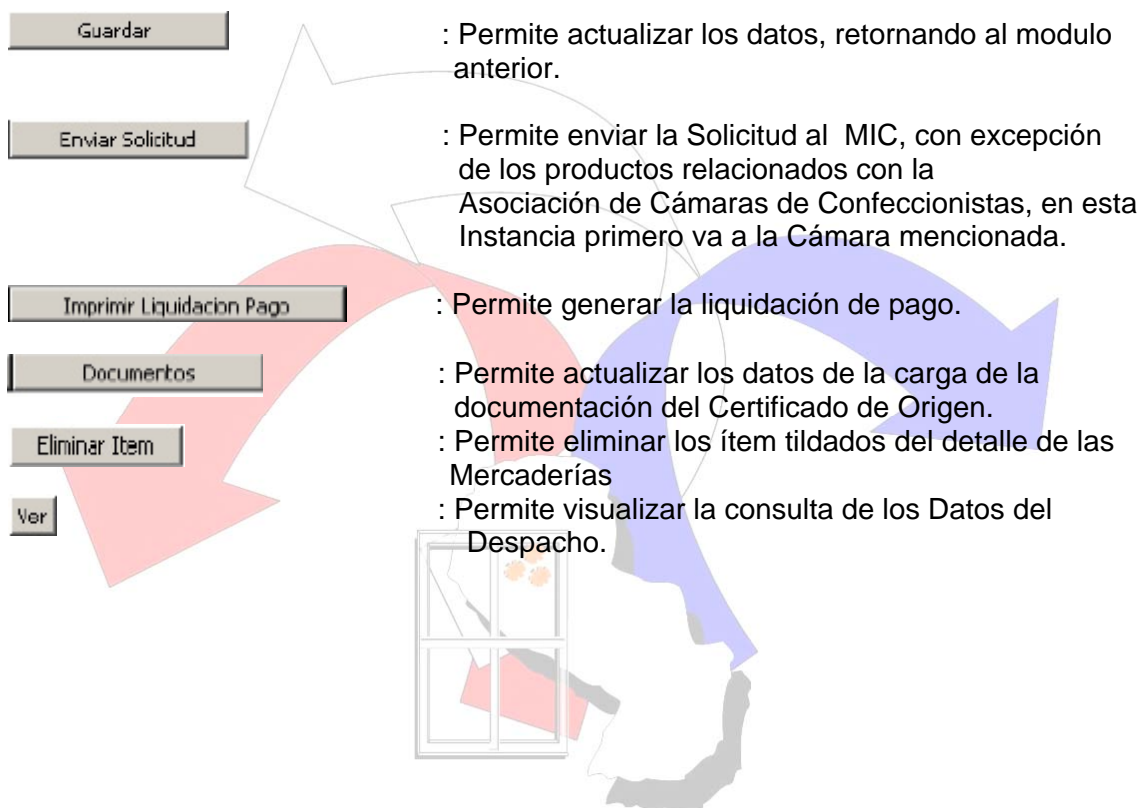 Guardar : Permite actualizar los datos, retornando al modulo
anterior.
Enviar Solicitud : Permite enviar la Solicitud al MIC, con excepción
de los productos relacionados con la
Asociación de Cámaras de Confeccionistas, en esta
Instancia primero va a la Cámara mencionada.
Imprimir Liquidacion Pago : Permite generar la liquidación de pago.
Documentos : Permite actualizar los datos de la carga de la
documentación del Certificado de Origen.
Eliminar Item : Permite eliminar los ítem tildados del detalle de las
Mercaderías
Ver : Permite visualizar la consulta de los Datos del
Despacho.